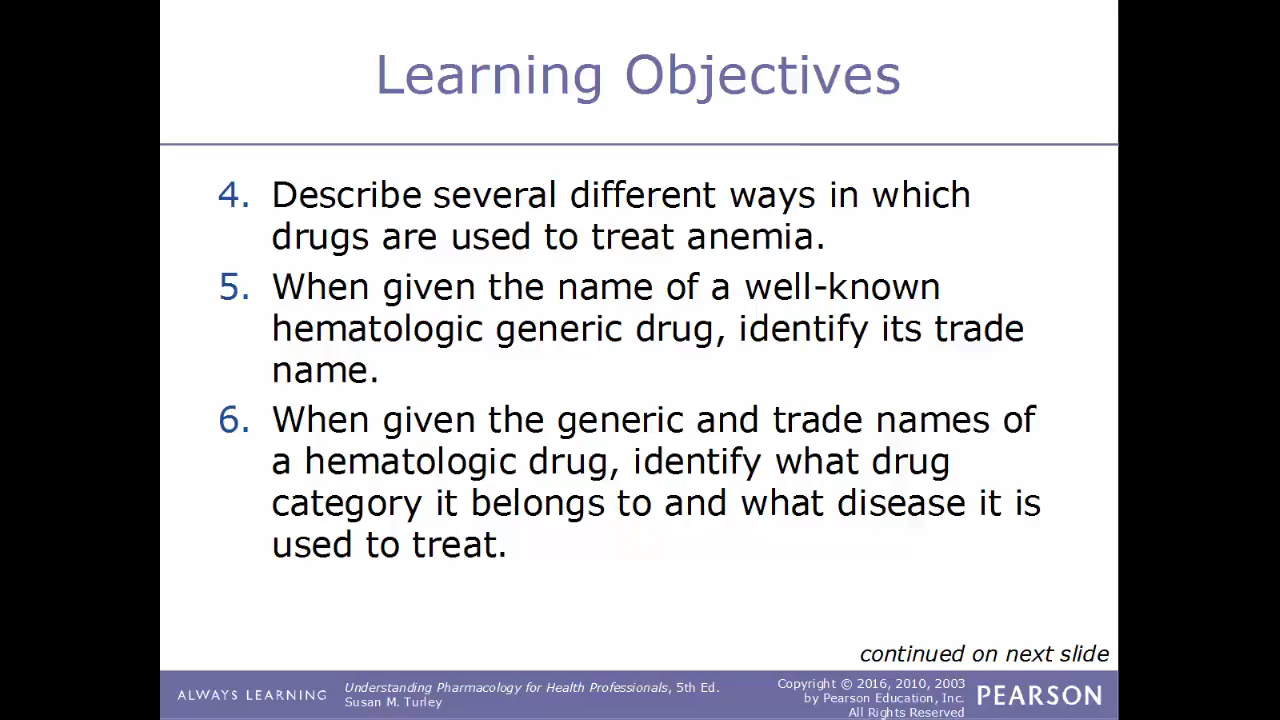 Learning Objectives
4. Describe several different ways in which
drugs are used to treat anemia.
5. When given the name of a well-known
hematologic generic drug, identify its trade
name.
6. When given the generic and trade names of
a hematologic drug, identify what drug
category it belongs to and what disease it is
used to treat.
continued on next slide
ALWAYS LEARNING
Understanding Pharmacology for Health Professionals, 5th Ed.
Susan M. Turley
Copyright © 2016, 2010, 2003
by Pearson Education, Inc.
All Rights Reserved
PEARSON